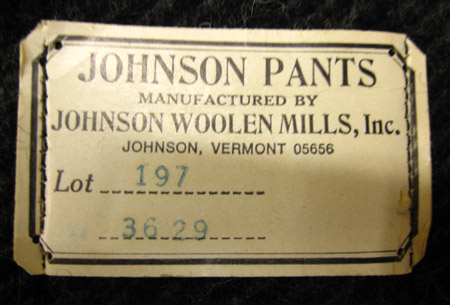 JOHNSON PANTS
MANUFACTURED BY
JOHNSON WOOLEN MILLS, Inc.
JOHNSON, VERMONT 05656
Lot 197
36 29